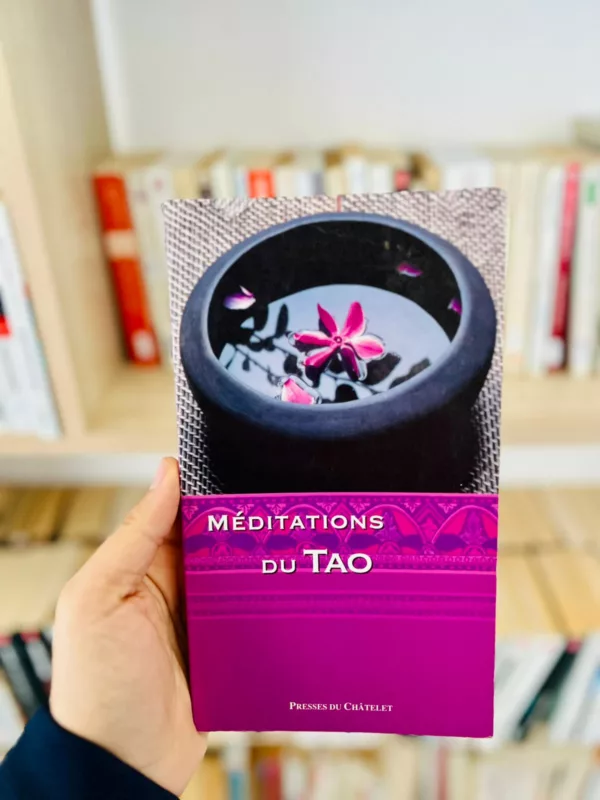 MÉDITATIONS
DU TAO
PRESSES DU CHÂTELET